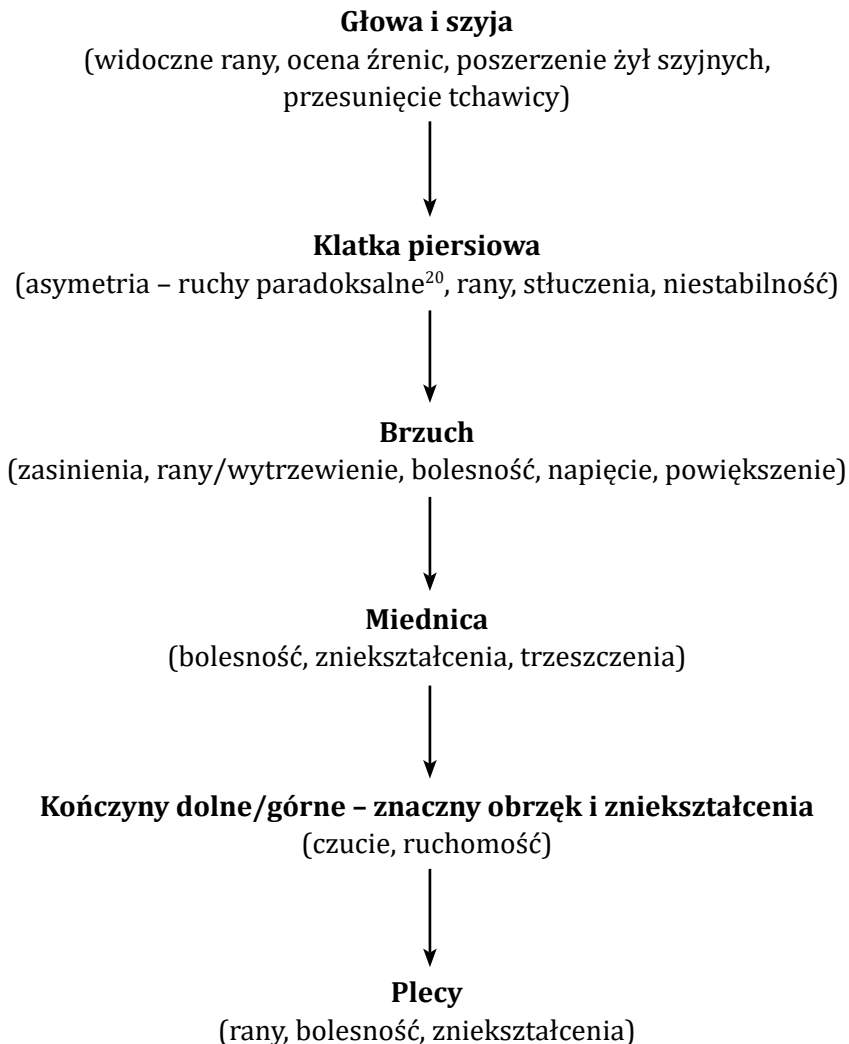 Głowa i szyja
(widoczne rany, ocena źrenic, poszerzenie żył szyjnych,
przesunięcie tchawicy)
Klatka piersiowa
(asymetria – ruchy paradoksalne²⁰, rany, stłuczenia, niestabilność)
Brzuch
(zasinienia, rany/wytrzewienie, bolesność, napięcie, powiększenie)
Miednica
(bolesność, zniekształcenia, trzeszczenia)
Kończyny dolne/górne – znaczny obrzęk i zniekształcenia
(czucie, ruchomość)
Plecy
(rany, bolesność, zniekształcenia)